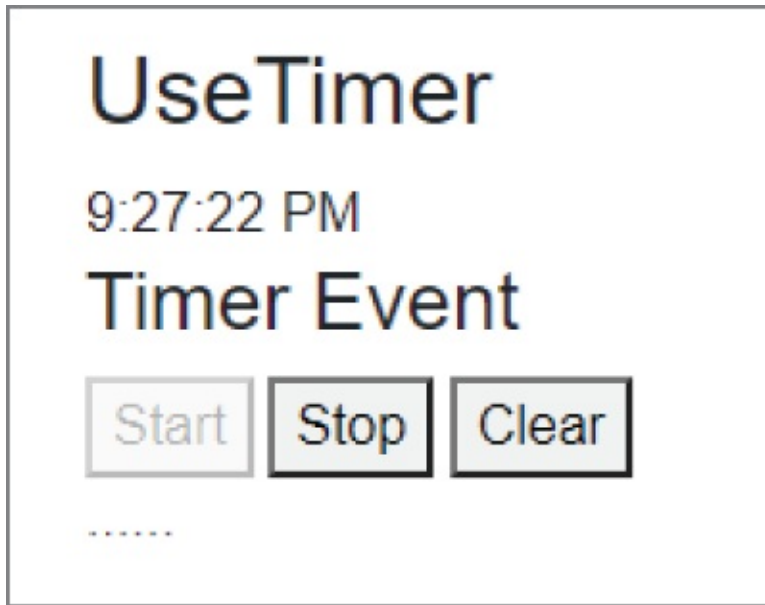 UseTimer
9:27:22 PM
Timer Event
Start Stop Clear
......